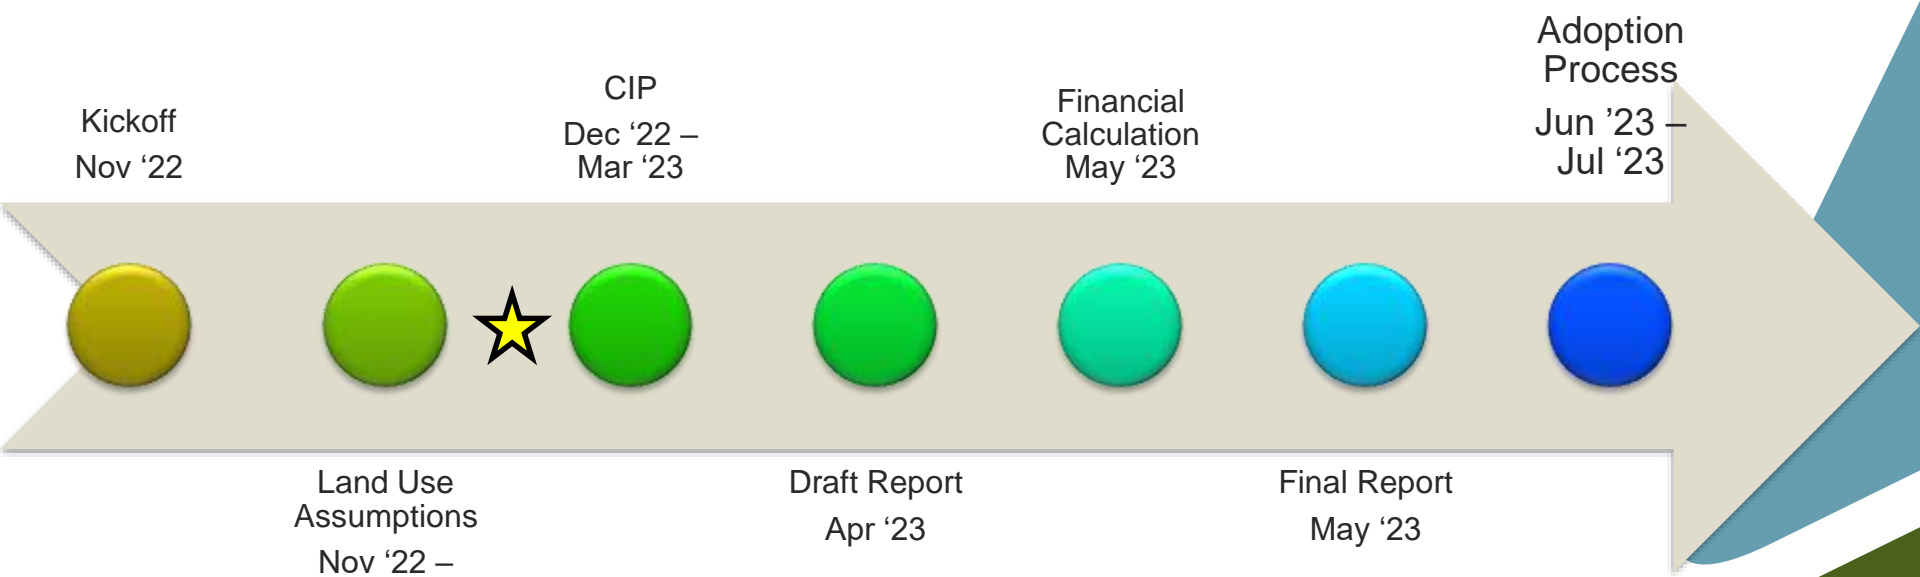 Kickoff
Nov ‘22
Land Use
Assumptions
Nov ‘22 –
CIP
Dec ‘22 –
Mar ‘23
Draft Report
Apr ‘23
Financial
Calculation
May ‘23
Final Report
May ‘23
Adoption
Process
Jun ’23 –
Jul ‘23